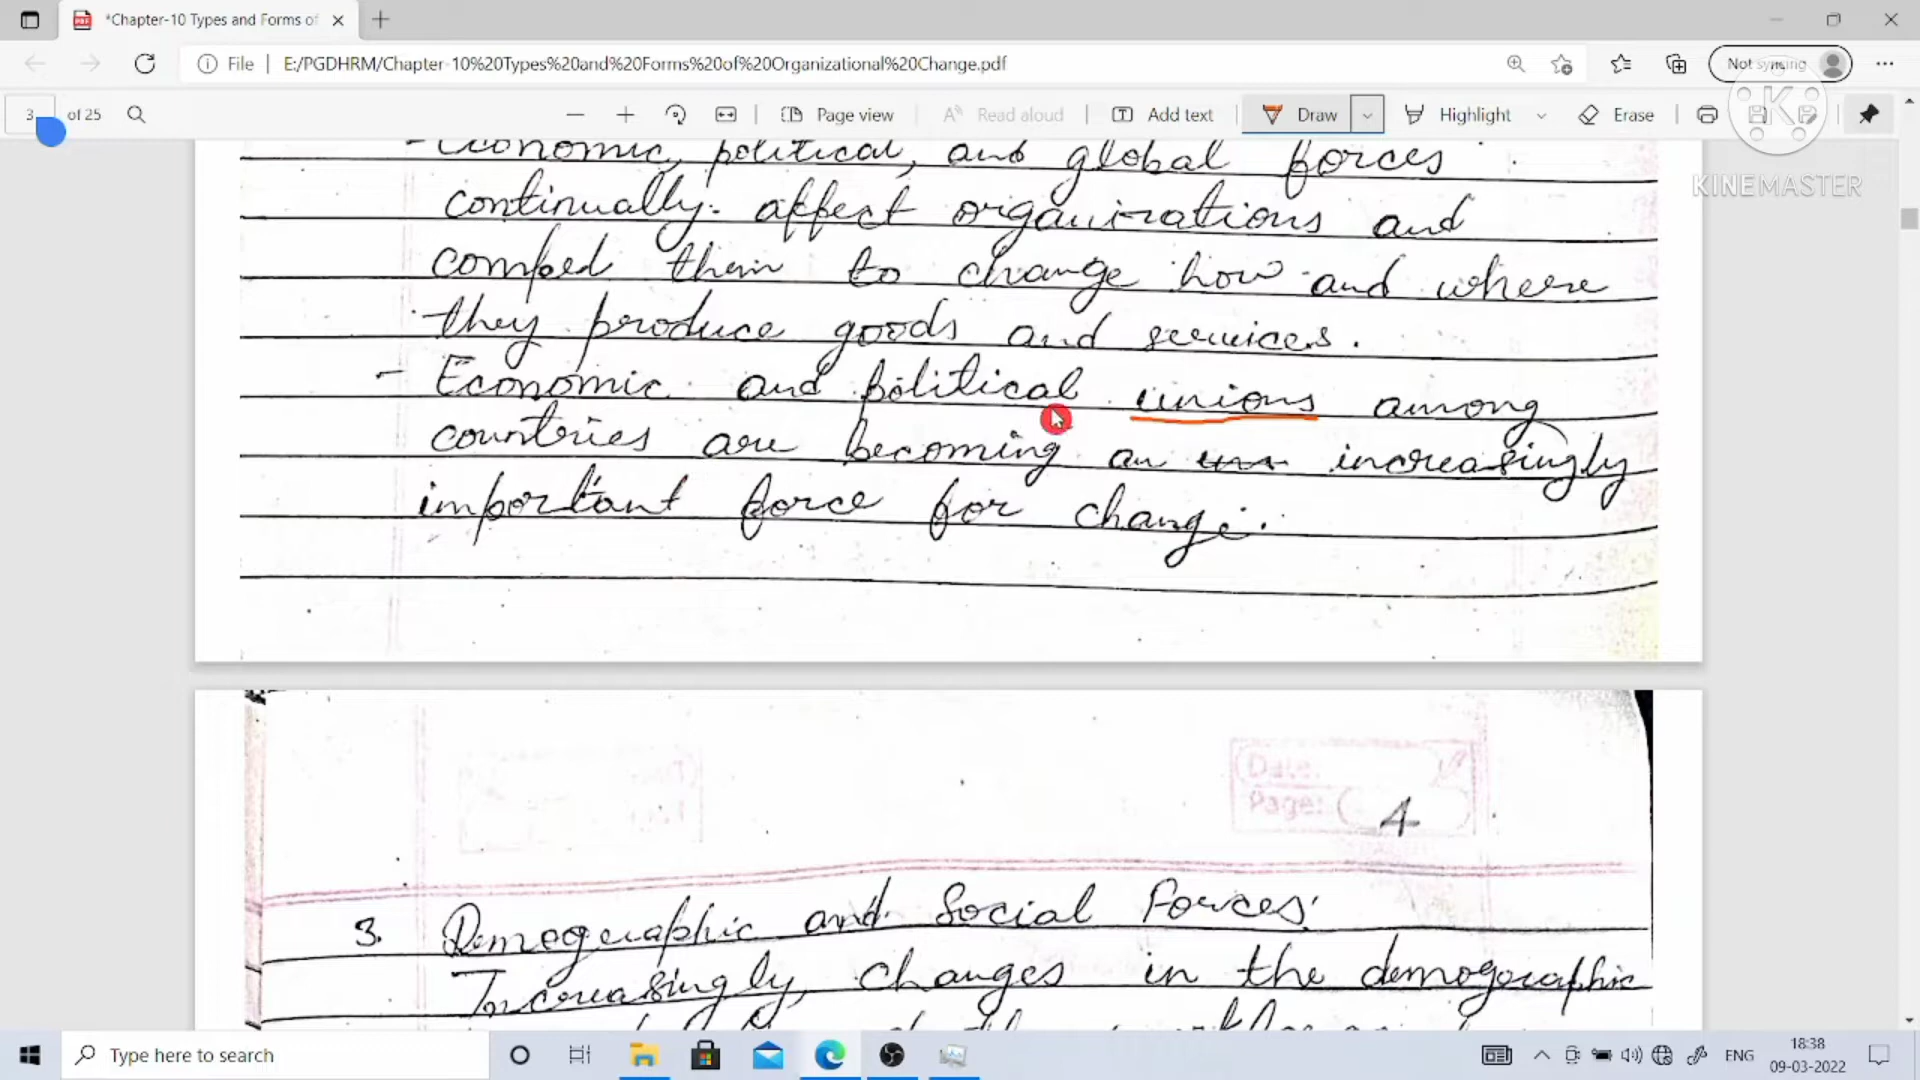 *Chapter-10 Types and Forms of
File E:/PGDHRM/Chapter-10%20Types%20and%20Forms%20of%20Organizational%20Change.pdf Not syncing
3 of 25 Page view Read aloud Add text Draw Highlight Erase
KINEMASTER
- Economic, political, and global forces
continually affect organizations and
compel them to change how and where
they produce goods and services.
- Economic and political unions among
countries are becoming an increasingly
important force for change.
Date:
Page: 4
3. Demographic and Social Forces:
Increasingly, changes in the demographic
Type here to search ENG 18:38
09-03-2022